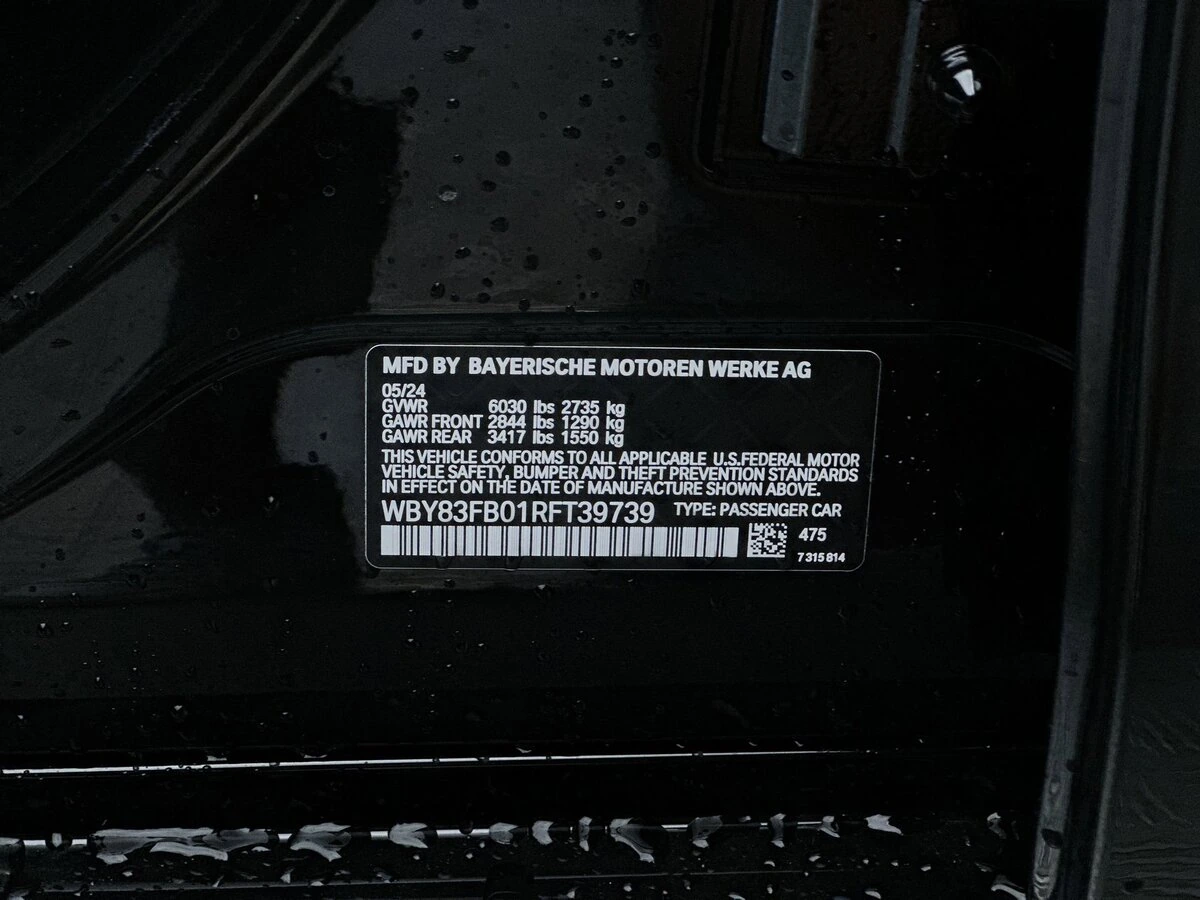 MFD BY BAYERISCHE MOTOREN WERKE AG
05/24
GVWR 6030 lbs 2735 kg
GAWR FRONT 2844 lbs 1290 kg
GAWR REAR 3417 lbs 1550 kg
THIS VEHICLE CONFORMS TO ALL APPLICABLE U.S.FEDERAL MOTOR
VEHICLE SAFETY, BUMPER AND THEFT PREVENTION STANDARDS
IN EFFECT ON THE DATE OF MANUFACTURE SHOWN ABOVE.
WBY83FB01RFT39739 TYPE: PASSENGER CAR
475
7 315 814